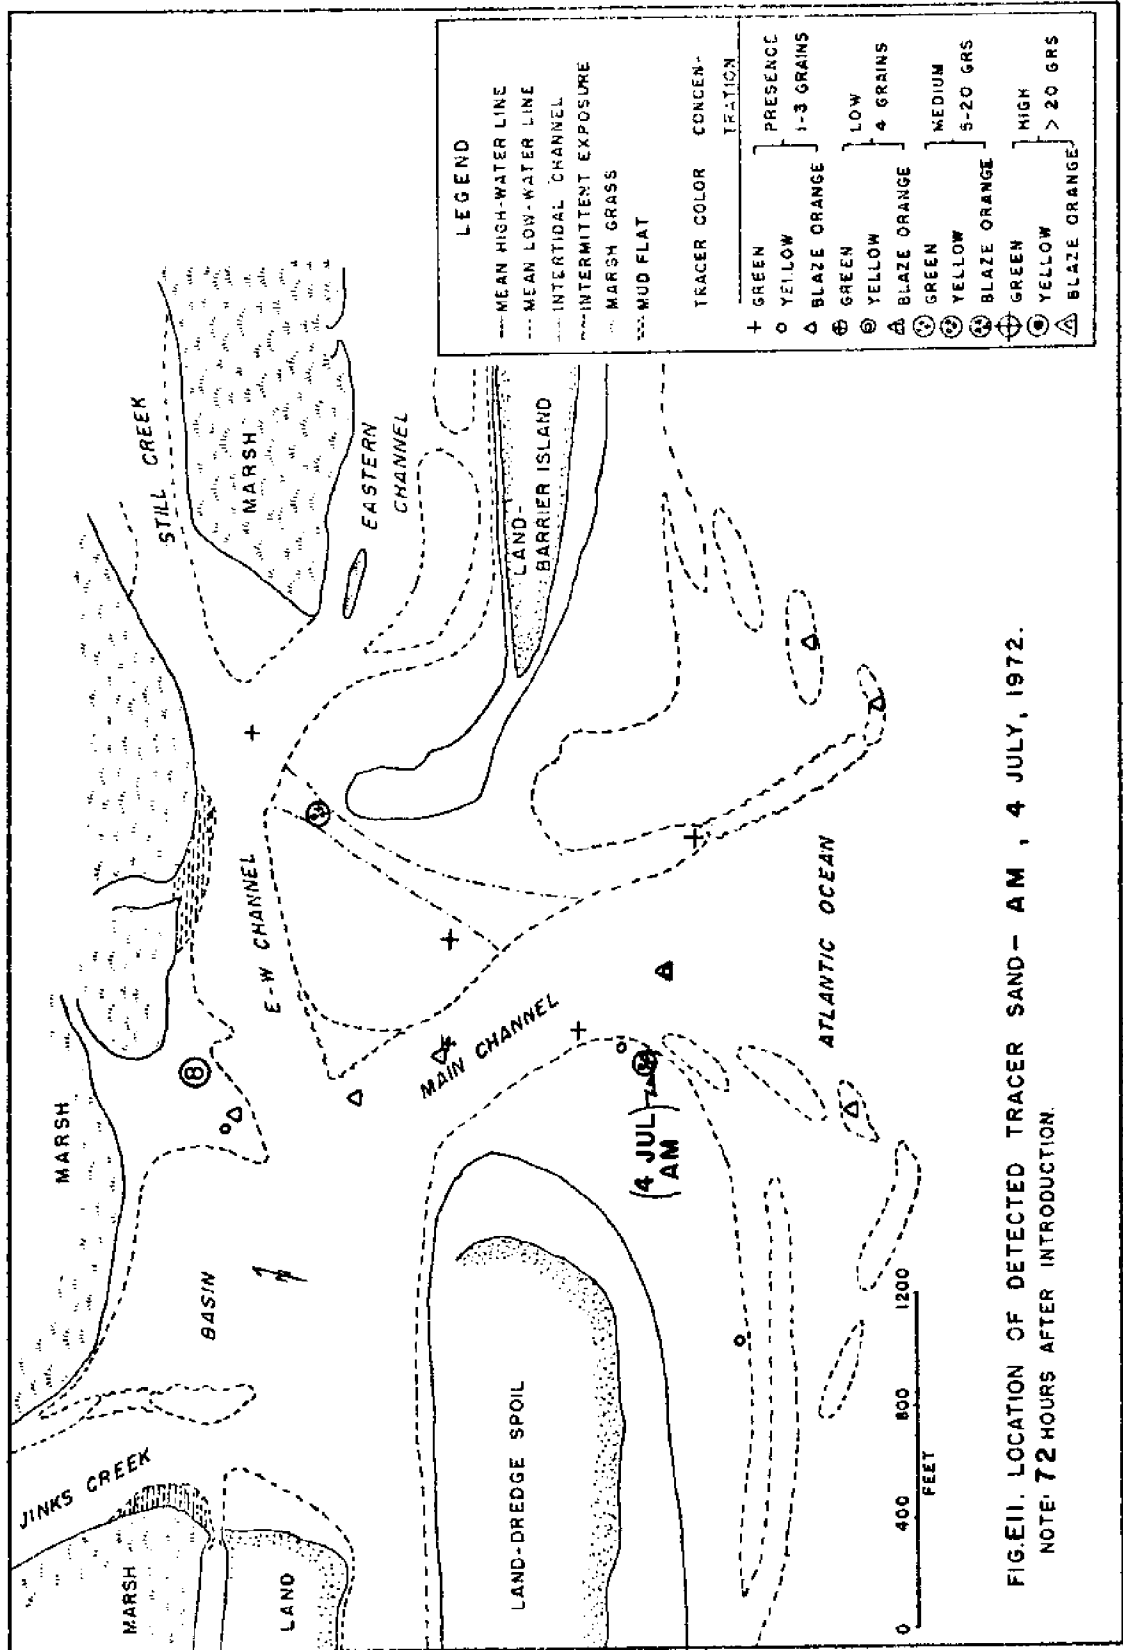 STILL CREEK
MARSH
EASTERN
CHANNEL
LAND-
BARRIER ISLAND
E-W CHANNEL
MARSH
MAIN CHANNEL
ATLANTIC OCEAN
8
BASIN
(4 JUL)
AM
JINKS CREEK
MARSH
LAND
LAND-DREDGE SPOIL
0 400 800 1200
FEET
LEGEND
MEAN HIGH-WATER LINE
MEAN LOW-WATER LINE
INTERTIDAL CHANNEL
INTERMITTENT EXPOSURE
MARSH GRASS
MUD FLAT
TRACER COLOR CONCEN-
TRATION
GREEN PRESENCE
YELLOW 1-3 GRAINS
BLAZE ORANGE
GREEN LOW
YELLOW 4 GRAINS
BLAZE ORANGE
GREEN MEDIUM
YELLOW 5-20 GRS
BLAZE ORANGE
GREEN HIGH
YELLOW > 20 GRS
BLAZE ORANGE
FIG.E11. LOCATION OF DETECTED TRACER SAND- AM , 4 JULY, 1972.
NOTE: 72 HOURS AFTER INTRODUCTION.